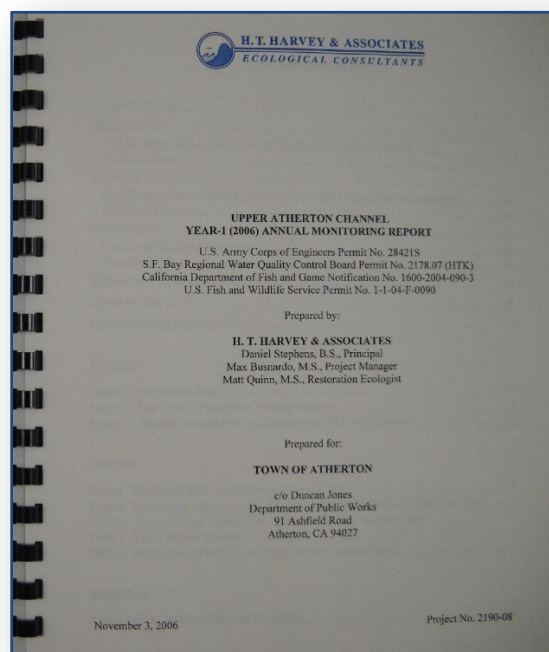 H. T. HARVEY & ASSOCIATES
ECOLOGICAL CONSULTANTS
UPPER ATHERTON CHANNEL
YEAR-1 (2006) ANNUAL MONITORING REPORT
U.S. Army Corps of Engineers Permit No. 28421S
S.F. Bay Regional Water Quality Control Board Permit No. 2178.07 (HTK)
California Department of Fish and Game Notification No. 1600-2004-090-3
U.S. Fish and Wildlife Service Permit No. 1-1-04-F-0090
Prepared by:
H. T. HARVEY & ASSOCIATES
Daniel Stephens, B.S., Principal
Max Busnardo, M.S., Project Manager
Matt Quinn, M.S., Restoration Ecologist
Prepared for:
TOWN OF ATHERTON
c/o Duncan Jones
Department of Public Works
91 Ashfield Road
Atherton, CA 94027
November 3, 2006
Project No. 2190-08